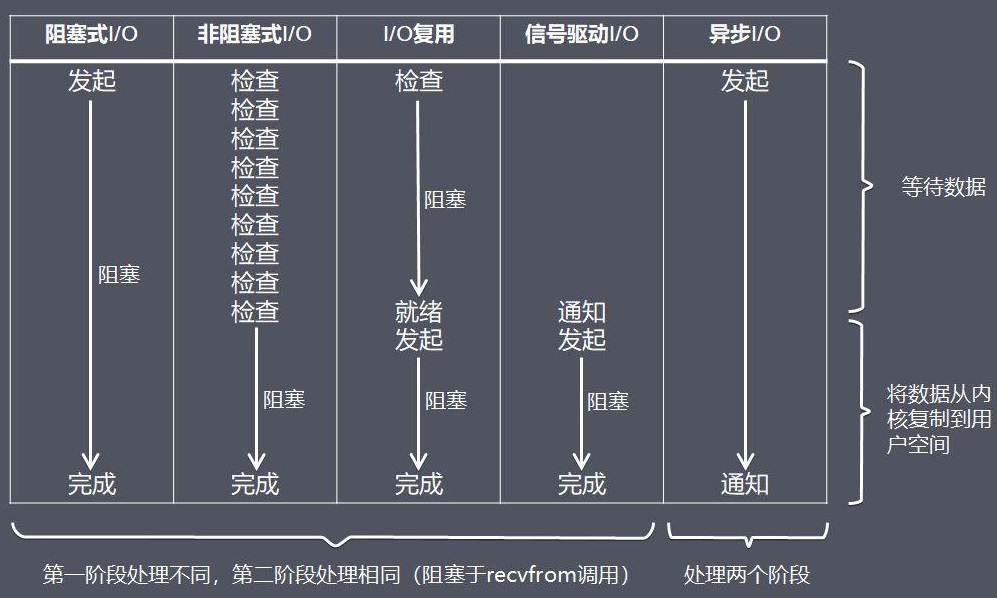 阻塞式I/O 非阻塞式I/O I/O复用 信号驱动I/O 异步I/O
发起 检查 检查 发起
检查
检查
检查
检查
检查
检查
检查
检查
阻塞
阻塞
等待数据
就绪 通知
发起 发起
阻塞 阻塞 阻塞
将数据从内
核复制到用
户空间
完成 完成 完成 完成 通知
第一阶段处理不同，第二阶段处理相同（阻塞于recvfrom调用） 处理两个阶段